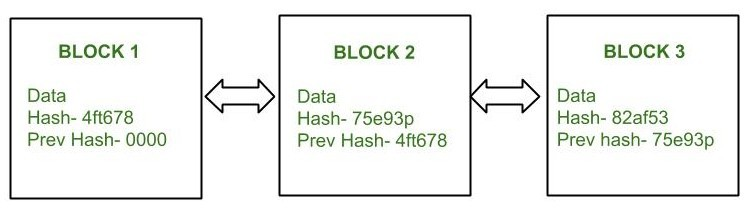 BLOCK 1
Data
Hash- 4ft678
Prev Hash- 0000
BLOCK 2
Data
Hash- 75e93p
Prev Hash- 4ft678
BLOCK 3
Data
Hash- 82af53
Prev hash- 75e93p